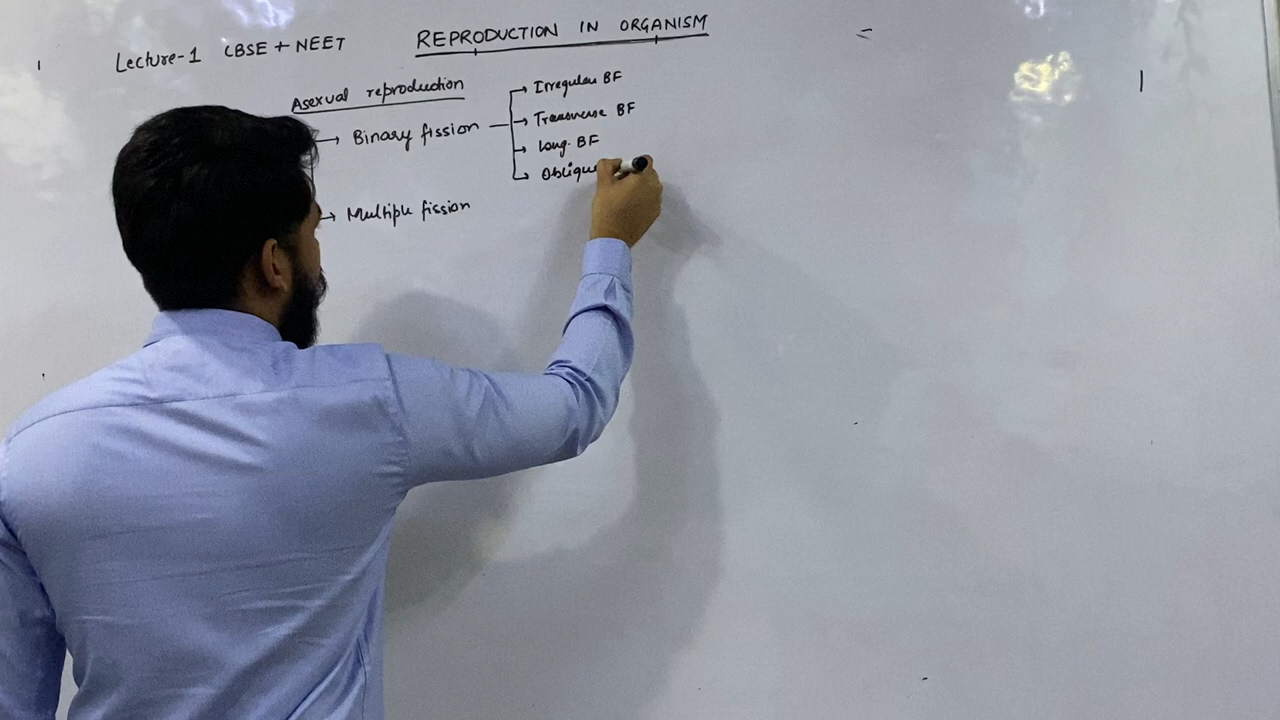 Lecture-1 CBSE + NEET
REPRODUCTION IN ORGANISM
Asexual reproduction
→ Binary fission
→ Irregular BF
→ Transverse BF
→ Long. BF
→ Oblique
→ Multiple fission